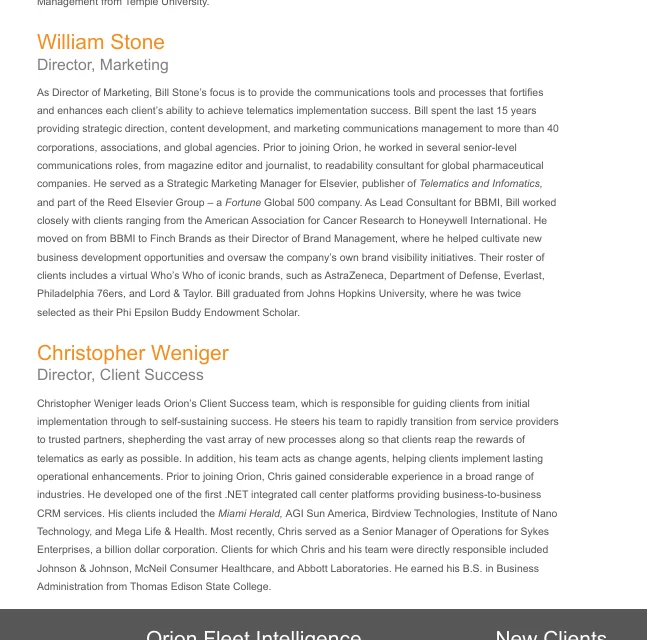 Management from Temple University.
William Stone
Director, Marketing
As Director of Marketing, Bill Stone's focus is to provide the communications tools and processes that fortifies
and enhances each client's ability to achieve telematics implementation success. Bill spent the last 15 years
providing strategic direction, content development, and marketing communications management to more than 40
corporations, associations, and global agencies. Prior to joining Orion, he worked in several senior-level
communications roles, from magazine editor and journalist, to readability consultant for global pharmaceutical
companies. He served as a Strategic Marketing Manager for Elsevier, publisher of Telematics and Infomatics,
and part of the Reed Elsevier Group – a Fortune Global 500 company. As Lead Consultant for BBMI, Bill worked
closely with clients ranging from the American Association for Cancer Research to Honeywell International. He
moved on from BBMI to Finch Brands as their Director of Brand Management, where he helped cultivate new
business development opportunities and oversaw the company's own brand visibility initiatives. Their roster of
clients includes a virtual Who's Who of iconic brands, such as AstraZeneca, Department of Defense, Everlast,
Philadelphia 76ers, and Lord & Taylor. Bill graduated from Johns Hopkins University, where he was twice
selected as their Phi Epsilon Buddy Endowment Scholar.
Christopher Weniger
Director, Client Success
Christopher Weniger leads Orion's Client Success team, which is responsible for guiding clients from initial
implementation through to self-sustaining success. He steers his team to rapidly transition from service providers
to trusted partners, shepherding the vast array of new processes along so that clients reap the rewards of
telematics as early as possible. In addition, his team acts as change agents, helping clients implement lasting
operational enhancements. Prior to joining Orion, Chris gained considerable experience in a broad range of
industries. He developed one of the first .NET integrated call center platforms providing business-to-business
CRM services. His clients included the Miami Herald, AGI Sun America, Birdview Technologies, Institute of Nano
Technology, and Mega Life & Health. Most recently, Chris served as a Senior Manager of Operations for Sykes
Enterprises, a billion dollar corporation. Clients for which Chris and his team were directly responsible included
Johnson & Johnson, McNeil Consumer Healthcare, and Abbott Laboratories. He earned his B.S. in Business
Administration from Thomas Edison State College.
Orion Fleet Intelligence New Clients